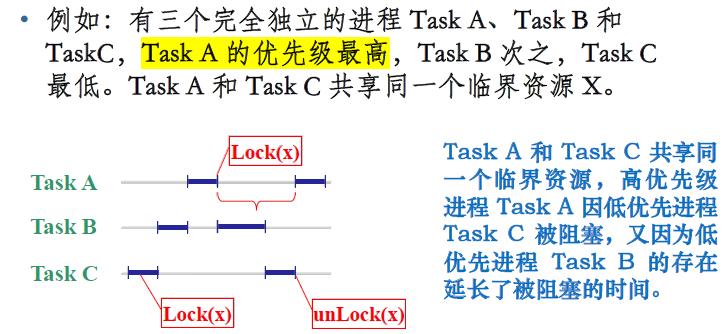 • 例如：有三个完全独立的进程 Task A、Task B 和
TaskC，Task A 的优先级最高，Task B 次之，Task C
最低。Task A 和 Task C 共享同一个临界资源 X。
Lock(x)
Task A
Task B
Task C
Lock(x)
unLock(x)
Task A 和 Task C 共享同
一个临界资源，高优先级
进程 Task A 因低优先进程
Task C 被阻塞，又因为低
优先进程 Task B 的存在
延长了被阻塞的时间。